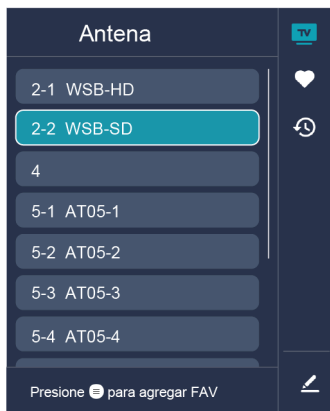 Antena
TV
2-1 WSB-HD
2-2 WSB-SD
4
5-1 AT05-1
5-2 AT05-2
5-3 AT05-3
5-4 AT05-4
Presione para agregar FAV